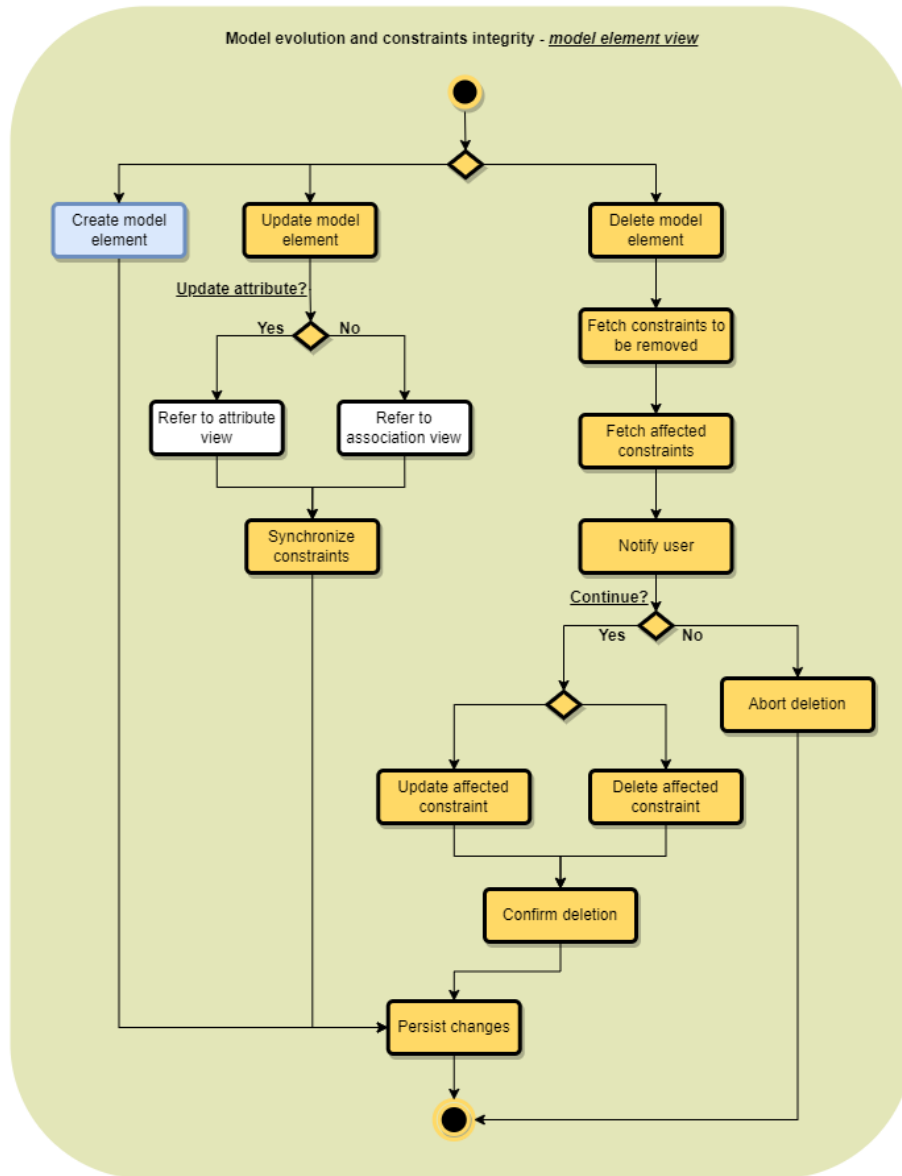 Model evolution and constraints integrity - model element view
Create model
element
Update model
element
Delete model
element
Update attribute?
Yes
No
Fetch constraints to
be removed
Refer to attribute
view
Refer to
association view
Fetch affected
constraints
Synchronize
constraints
Notify user
Continue?
Yes
No
Abort deletion
Update affected
constraint
Delete affected
constraint
Confirm deletion
Persist changes